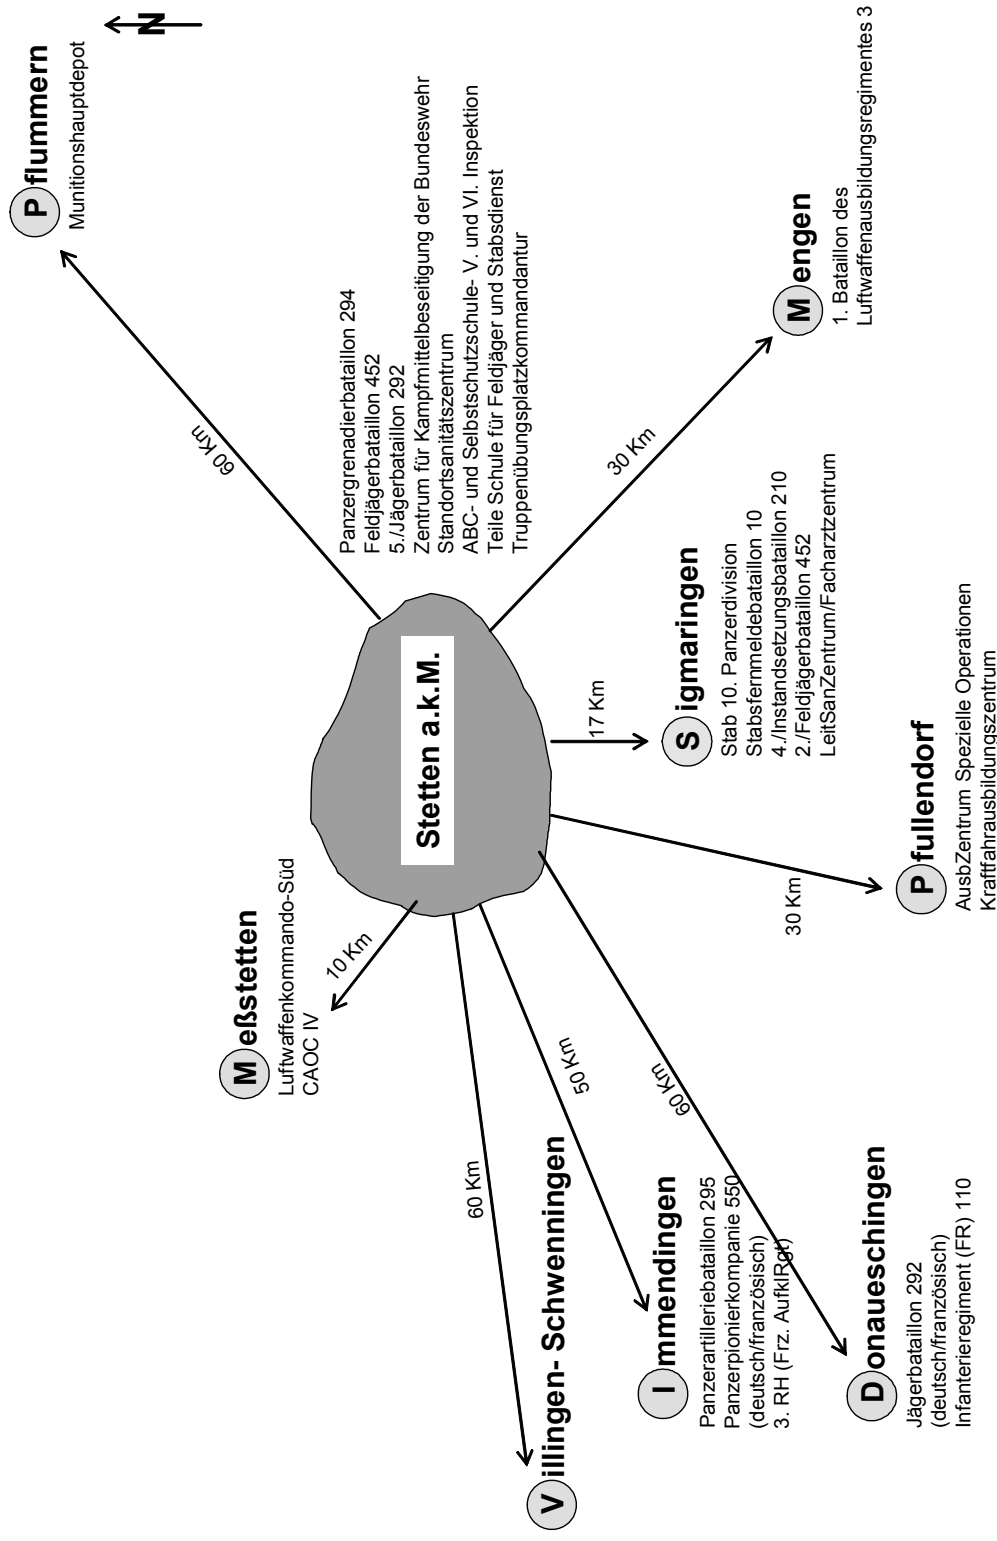 Pflummern
Munitionshauptdepot
N
60 Km
Meßstetten
Luftwaffenkommando-Süd
CAOC IV
10 Km
Stetten a.k.M.
Panzergrenadierbataillon 294
Feldjägerbataillon 452
5./Jägerbataillon 292
Zentrum für Kampfmittelbeseitigung der Bundeswehr
Standortsanitätszentrum
ABC- und Selbstschutzschule- V. und VI. Inspektion
Teile Schule für Feldjäger und Stabsdienst
Truppenübungsplatzkommandantur
60 Km
Villingen- Schwenningen
50 Km
Immendingen
Panzerartilleriebataillon 295
Panzerpionierkompanie 550
(deutsch/französisch)
3. RH (Frz. AufklRgt)
60 Km
Donaueschingen
Jägerbataillon 292
(deutsch/französisch)
Infanterieregiment (FR) 110
30 Km
Pfullendorf
AusbZentrum Spezielle Operationen
Kraftfahrausbildungszentrum
17 Km
Sigmaringen
Stab 10. Panzerdivision
Stabsfernmeldebataillon 10
4./Instandsetzungsbataillon 210
2./Feldjägerbataillon 452
LeitSanZentrum/Facharztzentrum
30 Km
Mengen
1. Bataillon des
Luftwaffenausbildungsregimentes 3